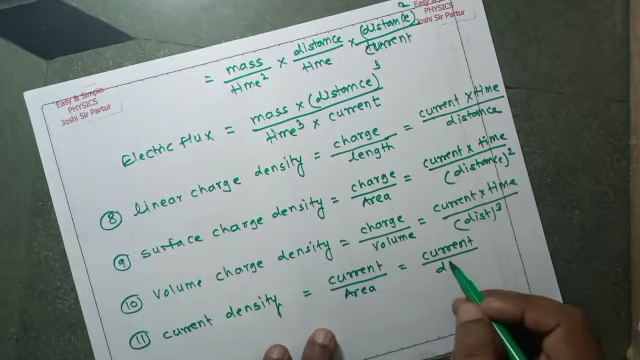 Easy & Simple
PHYSICS
Joshi Sir Partur
= mass / time² × distance / time × (distance)² / current
Easy & Simple
PHYSICS
Joshi Sir Partur
Electric flux = mass × (distance)³ / time³ × current
⑧ linear charge density = charge / length = current × time / distance
⑨ surface charge density = charge / Area = current × time / (distance)²
⑩ Volume charge density = charge / volume = current × time / (dist)³
⑪ current density = current / Area = current / d